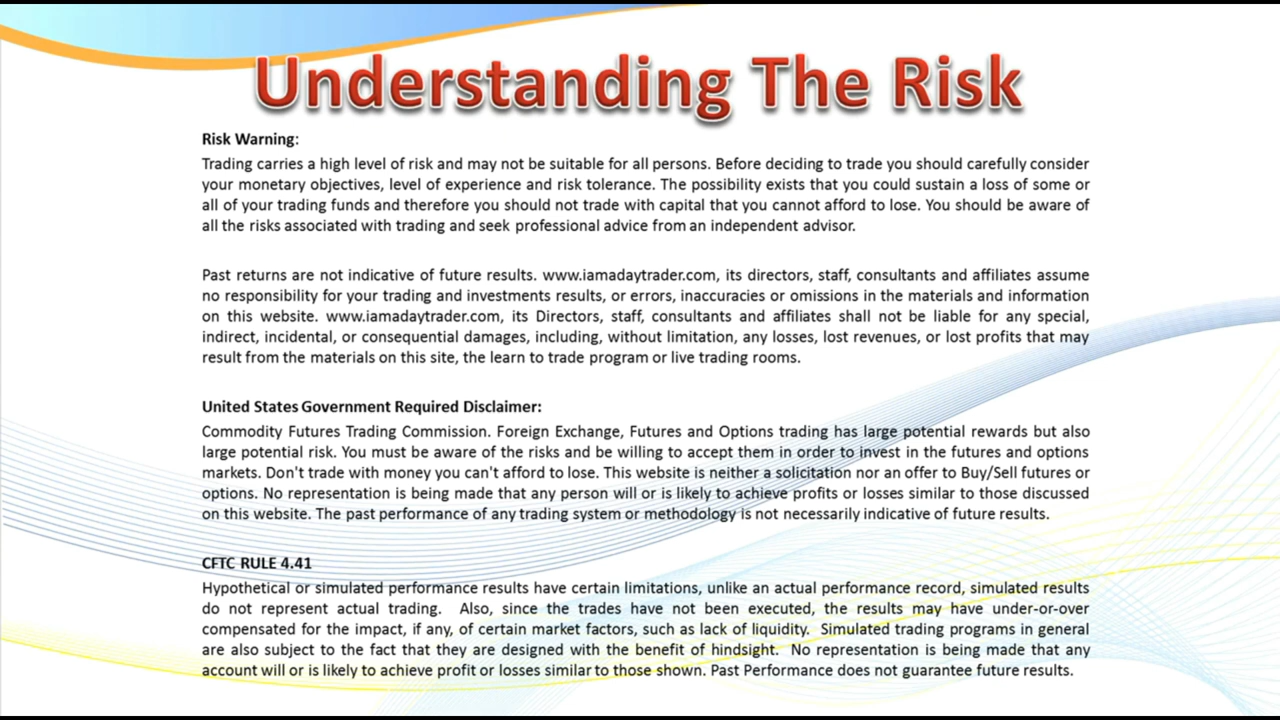 Understanding The Risk
Risk Warning:
Trading carries a high level of risk and may not be suitable for all persons. Before deciding to trade you should carefully consider
your monetary objectives, level of experience and risk tolerance. The possibility exists that you could sustain a loss of some or
all of your trading funds and therefore you should not trade with capital that you cannot afford to lose. You should be aware of
all the risks associated with trading and seek professional advice from an independent advisor.
Past returns are not indicative of future results. www.iamadaytrader.com, its directors, staff, consultants and affiliates assume
no responsibility for your trading and investments results, or errors, inaccuracies or omissions in the materials and information
on this website. www.iamadaytrader.com, its Directors, staff, consultants and affiliates shall not be liable for any special,
indirect, incidental, or consequential damages, including, without limitation, any losses, lost revenues, or lost profits that may
result from the materials on this site, the learn to trade program or live trading rooms.
United States Government Required Disclaimer:
Commodity Futures Trading Commission. Foreign Exchange, Futures and Options trading has large potential rewards but also
large potential risk. You must be aware of the risks and be willing to accept them in order to invest in the futures and options
markets. Don't trade with money you can't afford to lose. This website is neither a solicitation nor an offer to Buy/Sell futures or
options. No representation is being made that any person will or is likely to achieve profits or losses similar to those discussed
on this website. The past performance of any trading system or methodology is not necessarily indicative of future results.
CFTC RULE 4.41
Hypothetical or simulated performance results have certain limitations, unlike an actual performance record, simulated results
do not represent actual trading. Also, since the trades have not been executed, the results may have under-or-over
compensated for the impact, if any, of certain market factors, such as lack of liquidity. Simulated trading programs in general
are also subject to the fact that they are designed with the benefit of hindsight. No representation is being made that any
account will or is likely to achieve profit or losses similar to those shown. Past Performance does not guarantee future results.